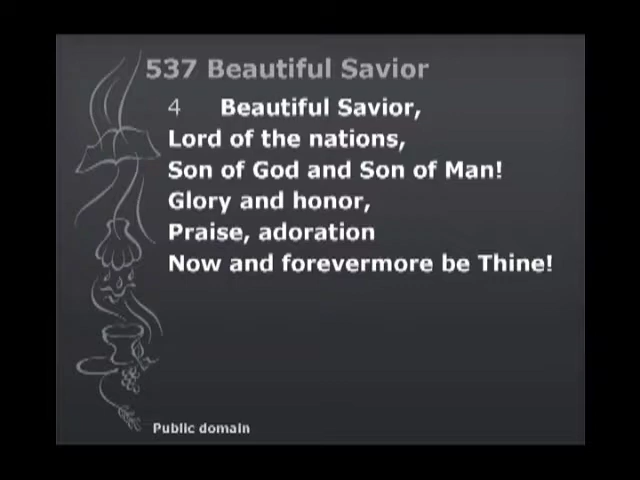 537 Beautiful Savior
4 Beautiful Savior,
Lord of the nations,
Son of God and Son of Man!
Glory and honor,
Praise, adoration
Now and forevermore be Thine!
Public domain